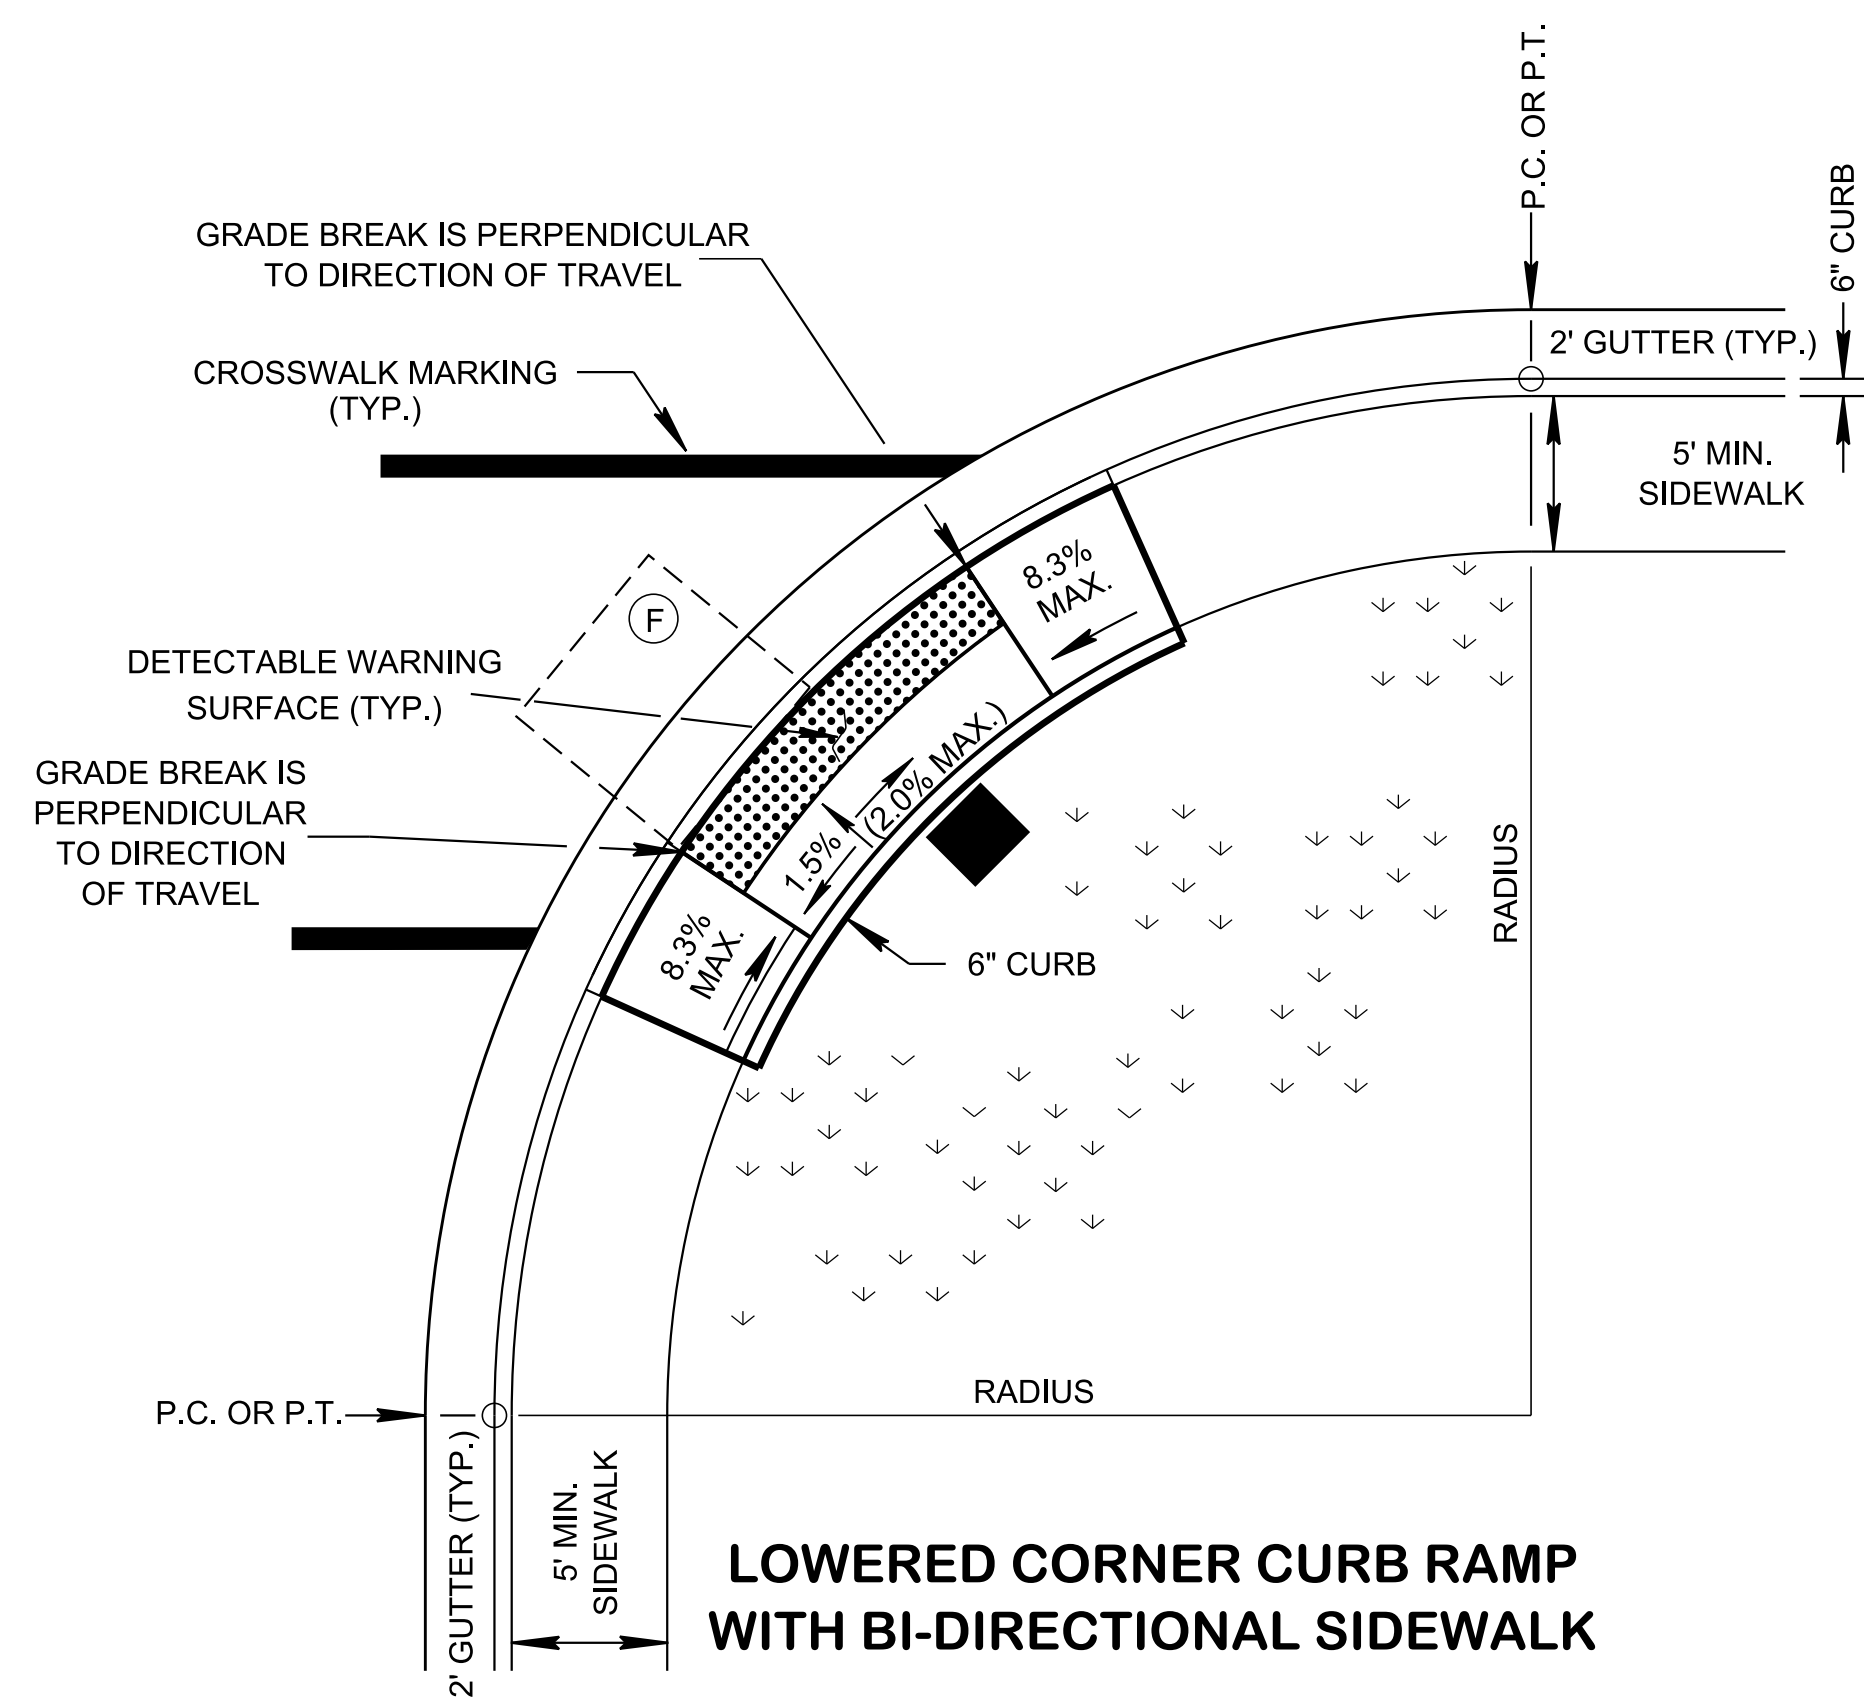 P.C. OR P.T.
6" CURB
GRADE BREAK IS PERPENDICULAR
TO DIRECTION OF TRAVEL
2' GUTTER (TYP.)
CROSSWALK MARKING
(TYP.)
5' MIN.
SIDEWALK
8.3%
MAX.
F
DETECTABLE WARNING
SURFACE (TYP.)
GRADE BREAK IS
PERPENDICULAR
TO DIRECTION
OF TRAVEL
1.5%
(2.0% MAX.)
RADIUS
8.3%
MAX.
6" CURB
RADIUS
P.C. OR P.T.
2' GUTTER (TYP.)
5' MIN.
SIDEWALK
LOWERED CORNER CURB RAMP
WITH BI-DIRECTIONAL SIDEWALK